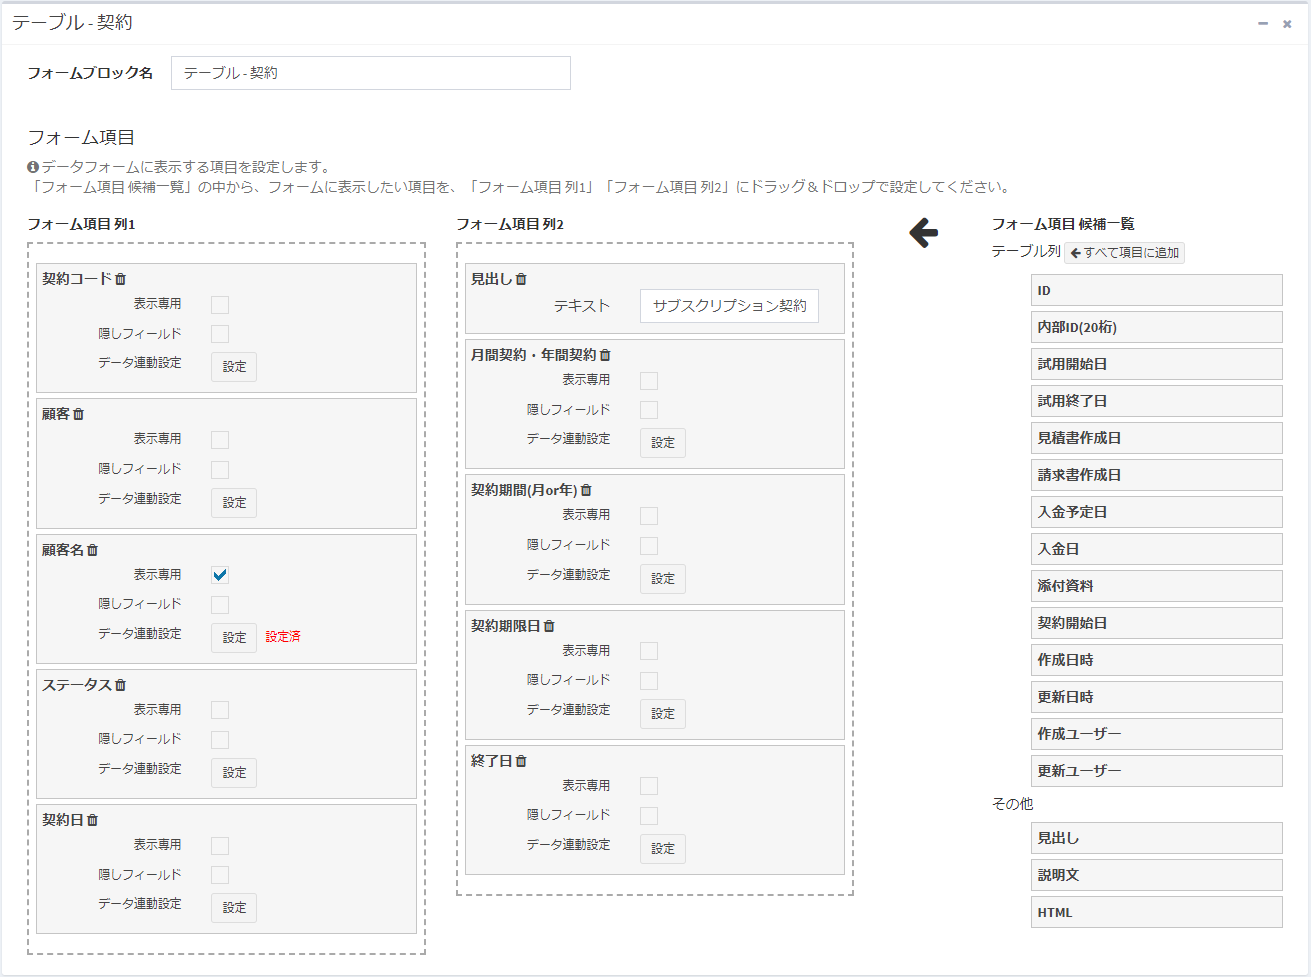 テーブル - 契約
フォームブロック名
テーブル - 契約
フォーム項目
データフォームに表示する項目を設定します。
「フォーム項目 候補一覧」の中から、フォームに表示したい項目を、「フォーム項目 列1」「フォーム項目 列2」にドラッグ＆ドロップで設定してください。
フォーム項目 列1
契約コード
表示専用
隠しフィールド
データ連動設定 設定
顧客
表示専用
隠しフィールド
データ連動設定 設定
顧客名
表示専用
隠しフィールド
データ連動設定 設定 設定済
ステータス
表示専用
隠しフィールド
データ連動設定 設定
契約日
表示専用
隠しフィールド
データ連動設定 設定
フォーム項目 列2
見出し
テキスト サブスクリプション契約
月間契約・年間契約
表示専用
隠しフィールド
データ連動設定 設定
契約期間(月or年)
表示専用
隠しフィールド
データ連動設定 設定
契約期限日
表示専用
隠しフィールド
データ連動設定 設定
終了日
表示専用
隠しフィールド
データ連動設定 設定
フォーム項目 候補一覧
テーブル列 すべて項目に追加
ID
内部ID(20桁)
試用開始日
試用終了日
見積書作成日
請求書作成日
入金予定日
入金日
添付資料
契約開始日
作成日時
更新日時
作成ユーザー
更新ユーザー
その他
見出し
説明文
HTML